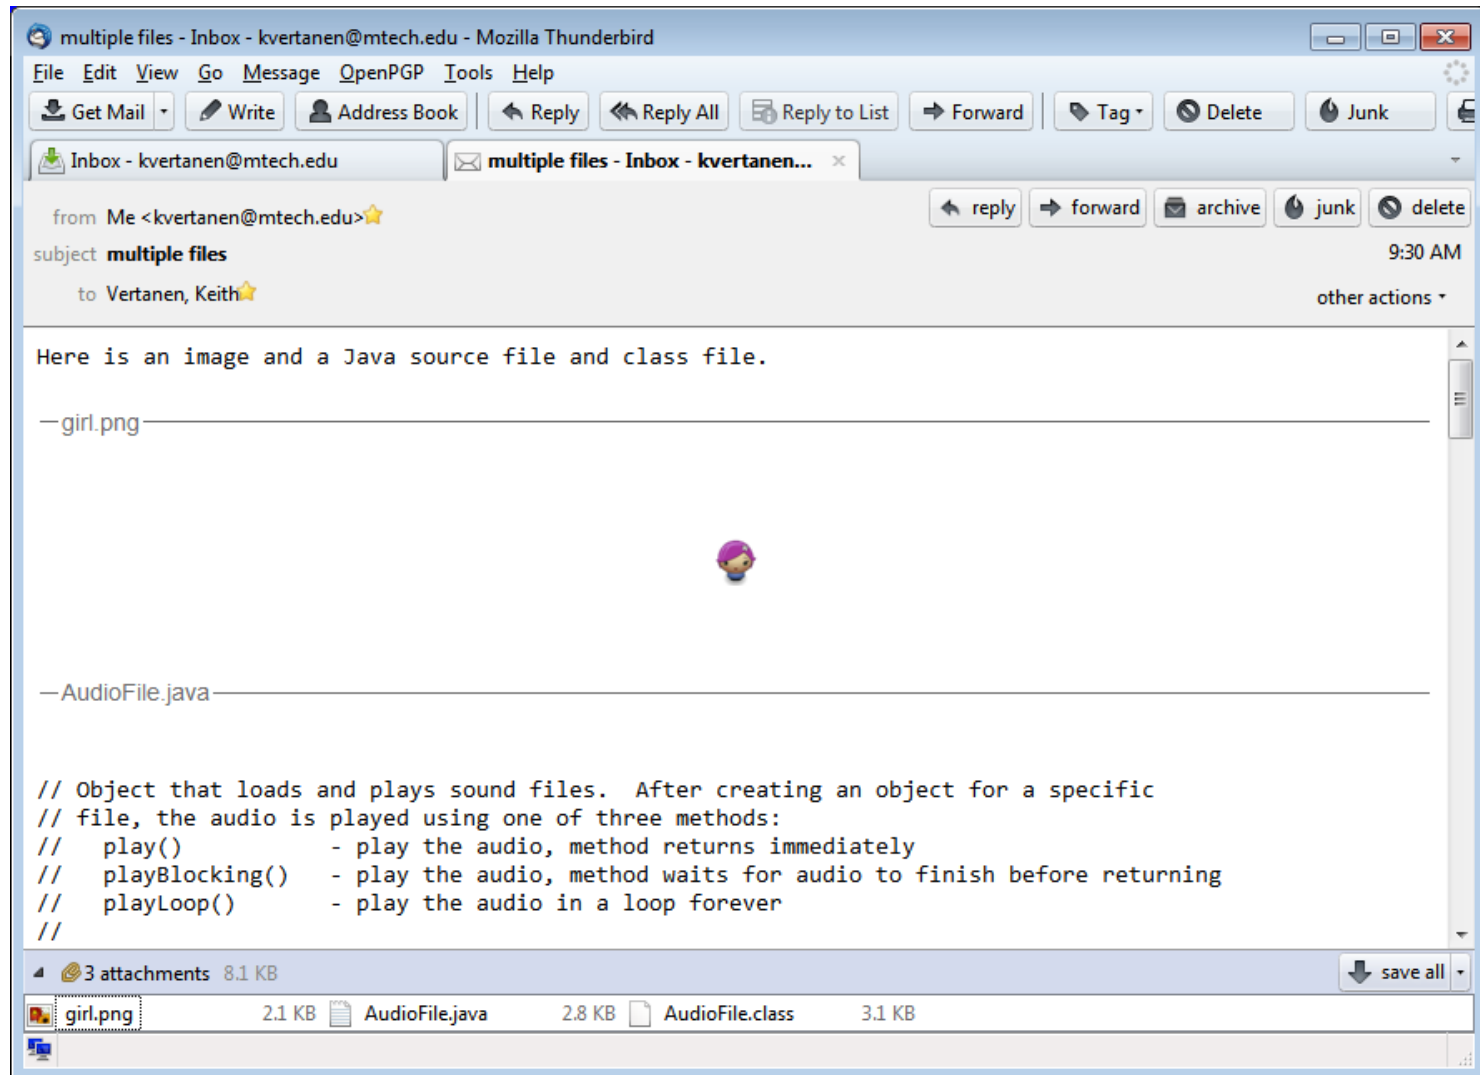 multiple files - Inbox - kvertanen@mtech.edu - Mozilla Thunderbird
File Edit View Go Message OpenPGP Tools Help
Get Mail Write Address Book Reply Reply All Reply to List Forward Tag Delete Junk
Inbox - kvertanen@mtech.edu multiple files - Inbox - kvertanen...
from Me <kvertanen@mtech.edu> reply forward archive junk delete
subject multiple files 9:30 AM
to Vertanen, Keith other actions
Here is an image and a Java source file and class file.
girl.png
AudioFile.java
// Object that loads and plays sound files.  After creating an object for a specific
// file, the audio is played using one of three methods:
//   play()           - play the audio, method returns immediately
//   playBlocking()   - play the audio, method waits for audio to finish before returning
//   playLoop()       - play the audio in a loop forever
//
3 attachments 8.1 KB save all
girl.png 2.1 KB AudioFile.java 2.8 KB AudioFile.class 3.1 KB